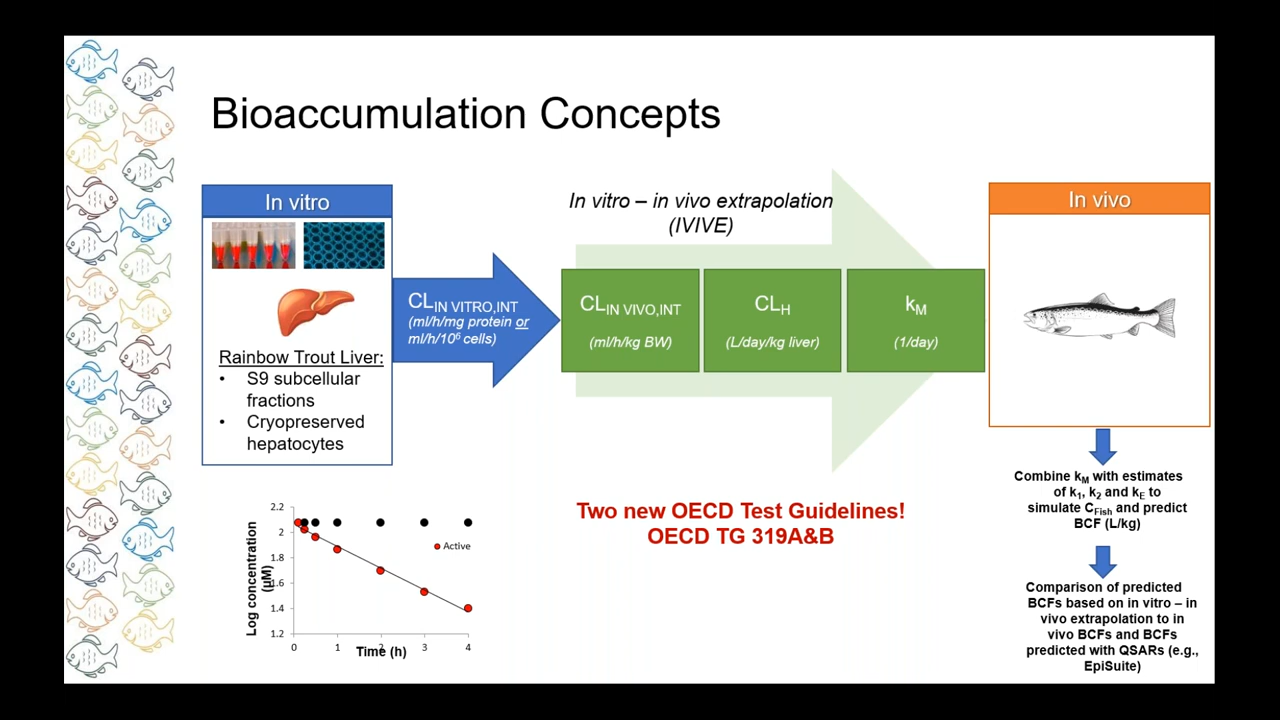 Bioaccumulation Concepts
In vitro
Rainbow Trout Liver:
• S9 subcellular
fractions
• Cryopreserved
hepatocytes
CL_IN VITRO,INT
(ml/h/mg protein or
ml/h/10⁶ cells)
In vitro – in vivo extrapolation
(IVIVE)
CL_IN VIVO,INT
(ml/h/kg BW)
CL_H
(L/day/kg liver)
k_M
(1/day)
In vivo
Combine k_M with estimates
of k₁, k₂ and k_E to
simulate C_Fish and predict
BCF (L/kg)
Comparison of predicted
BCFs based on in vitro – in
vivo extrapolation to in
vivo BCFs and BCFs
predicted with QSARs (e.g.,
EpiSuite)
Two new OECD Test Guidelines!
OECD TG 319A&B
Log concentration
(µM)
2.2
2
1.8
1.6
1.4
1.2
Active
0 1 2 3 4
Time (h)